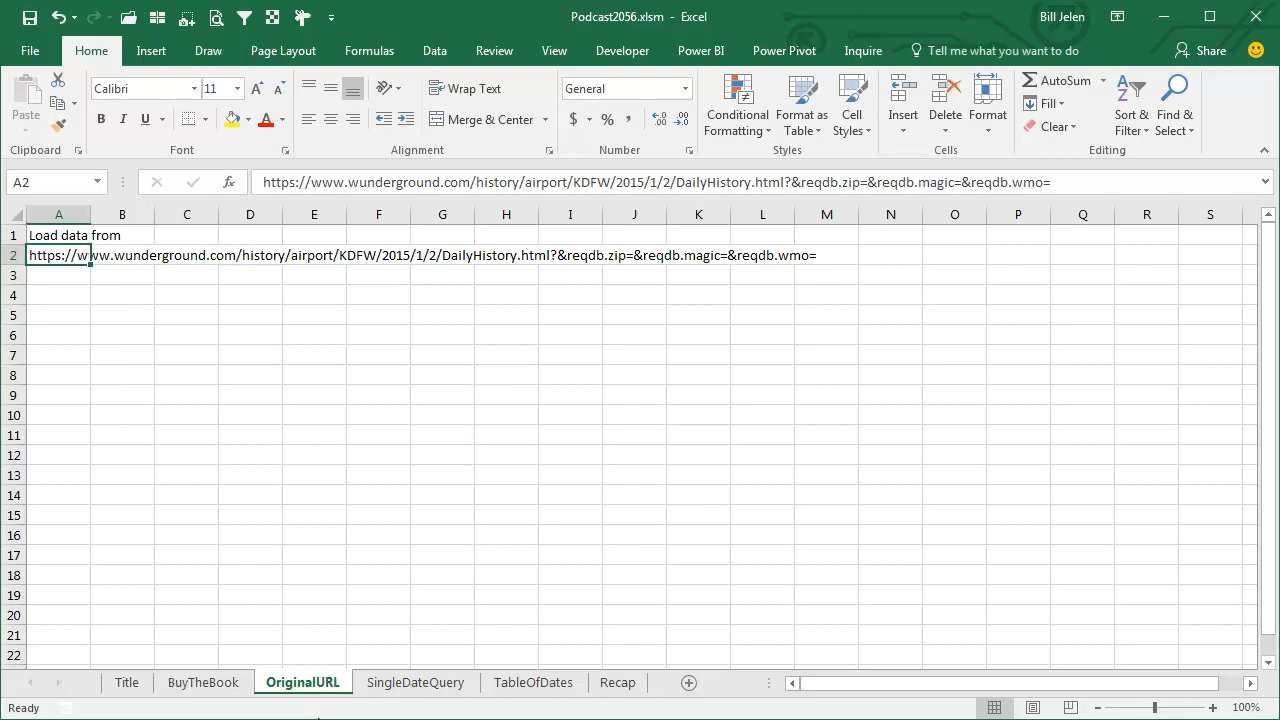 Podcast2056.xlsm - Excel
Bill Jelen
File Home Insert Draw Page Layout Formulas Data Review View Developer Power BI Power Pivot Inquire Tell me what you want to do Share
Paste
Calibri 11
B I U A
Wrap Text
Merge & Center
General
$ % ,
Conditional Formatting
Format as Table
Cell Styles
Insert Delete Format
AutoSum
Fill
Clear
Sort & Filter
Find & Select
Clipboard Font Alignment Number Styles Cells Editing
A2 fx https://www.wunderground.com/history/airport/KDFW/2015/1/2/DailyHistory.html?&reqdb.zip=&reqdb.magic=&reqdb.wmo=
A B C D E F G H I J K L M N O P Q R S
1 Load data from
2 https://www.wunderground.com/history/airport/KDFW/2015/1/2/DailyHistory.html?&reqdb.zip=&reqdb.magic=&reqdb.wmo=
3
4
5
6
7
8
9
10
11
12
13
14
15
16
17
18
19
20
21
22
Title BuyTheBook OriginalURL SingleDateQuery TableOfDates Recap
Ready 100%